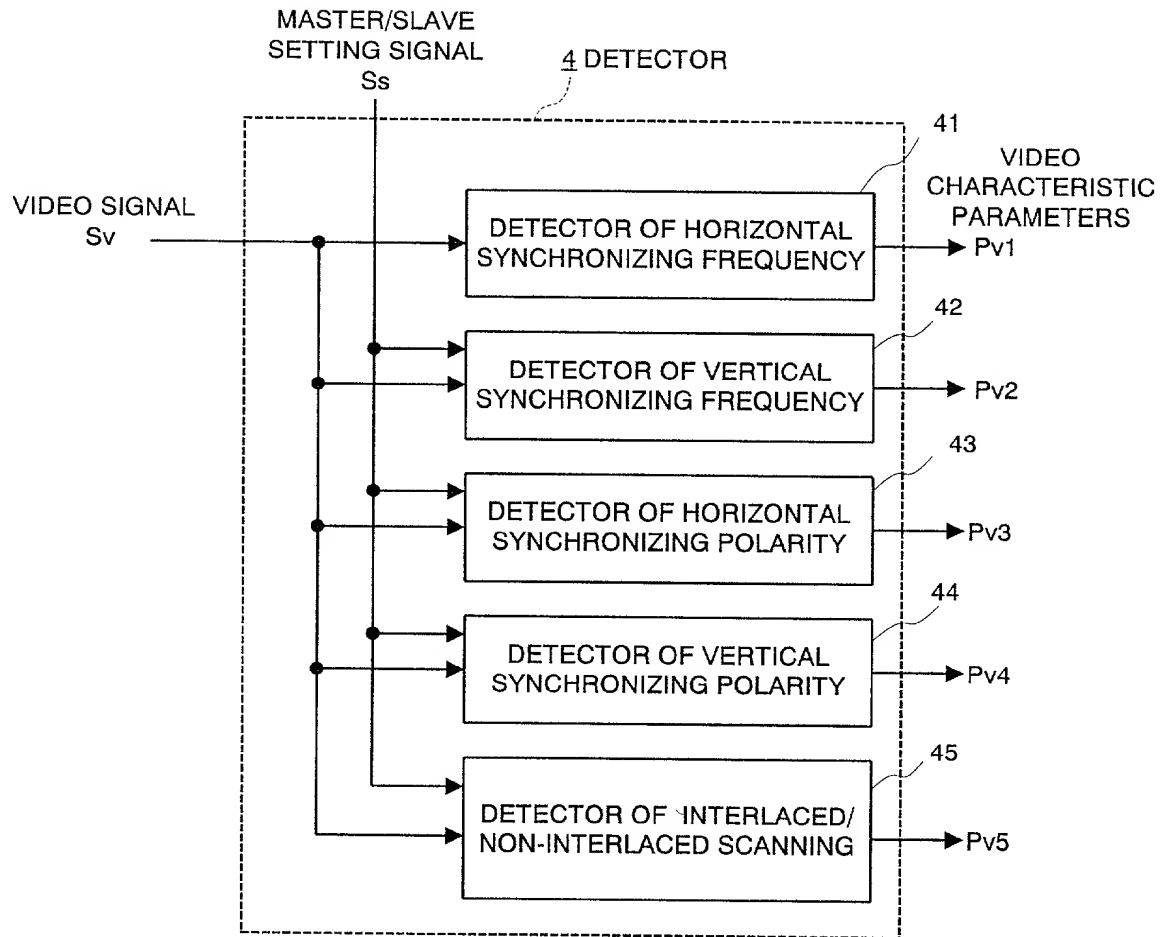 MASTER/SLAVE
SETTING SIGNAL
Ss
4 DETECTOR
41
VIDEO
CHARACTERISTIC
PARAMETERS
VIDEO SIGNAL
Sv
DETECTOR OF HORIZONTAL
SYNCHRONIZING FREQUENCY
Pv1
42
DETECTOR OF VERTICAL
SYNCHRONIZING FREQUENCY
Pv2
43
DETECTOR OF HORIZONTAL
SYNCHRONIZING POLARITY
Pv3
44
DETECTOR OF VERTICAL
SYNCHRONIZING POLARITY
Pv4
45
DETECTOR OF INTERLACED/
NON-INTERLACED SCANNING
Pv5